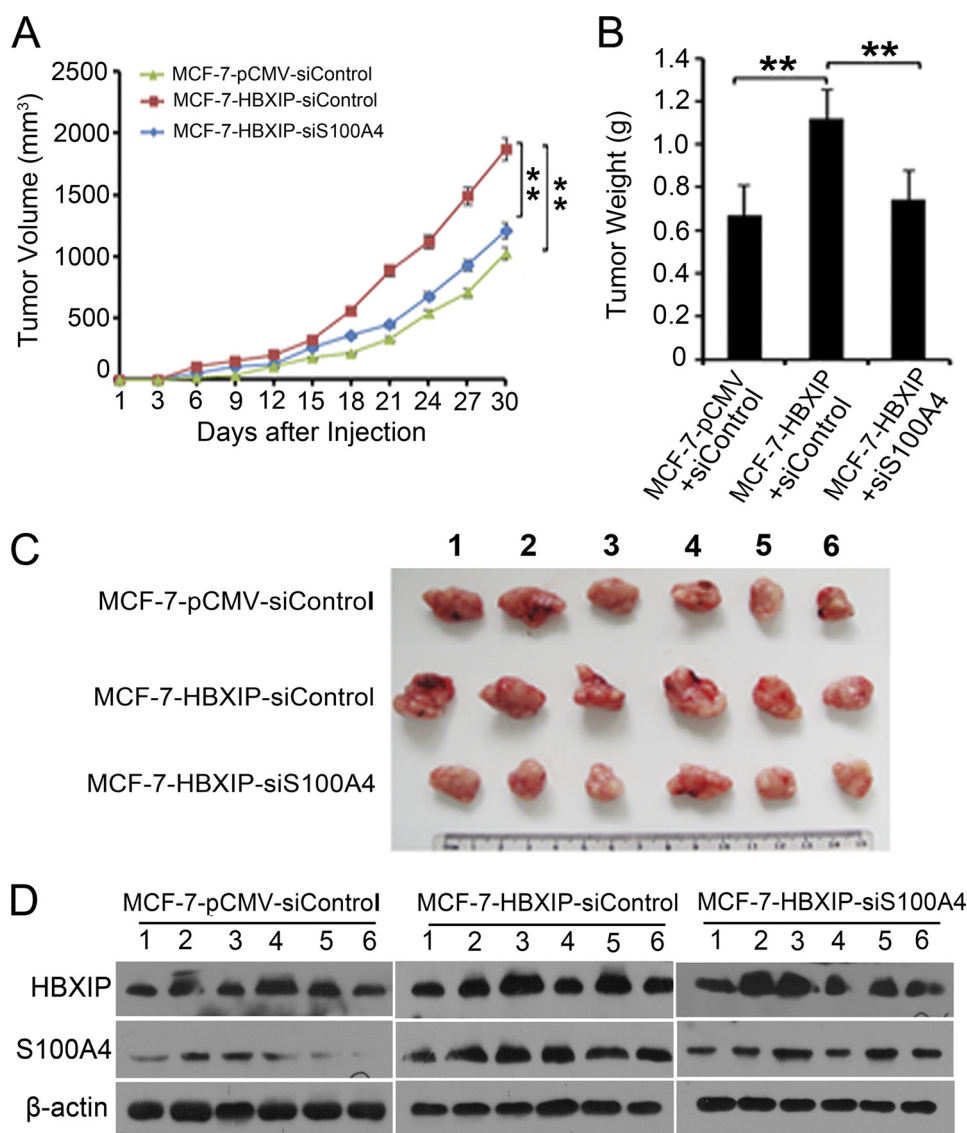 A
2500
2000
1500
1000
500
0
Tumor Volume (mm³)
MCF-7-pCMV-siControl
MCF-7-HBXIP-siControl
MCF-7-HBXIP-siS100A4
**
**
1 3 6 9 12 15 18 21 24 27 30
Days after Injection
B
1.4
1.2
1.0
0.8
0.6
0.4
0.2
0
Tumor Weight (g)
**
**
MCF-7-pCMV
+siControl
MCF-7-HBXIP
+siControl
MCF-7-HBXIP
+siS100A4
C
1 2 3 4 5 6
MCF-7-pCMV-siControl
MCF-7-HBXIP-siControl
MCF-7-HBXIP-siS100A4
D
MCF-7-pCMV-siControl MCF-7-HBXIP-siControl MCF-7-HBXIP-siS100A4
1 2 3 4 5 6 1 2 3 4 5 6 1 2 3 4 5 6
HBXIP
S100A4
β-actin